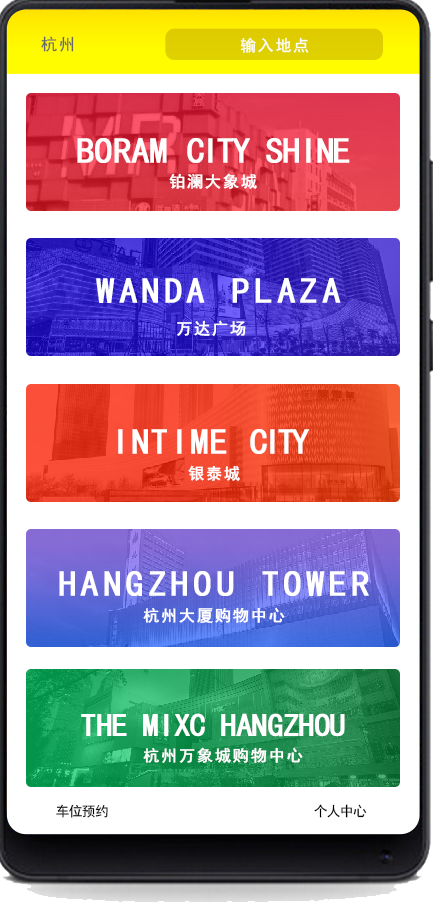 杭州
输入地点
BORAM CITY SHINE
铂澜大象城
WANDA PLAZA
万达广场
INTIME CITY
银泰城
HANGZHOU TOWER
杭州大厦购物中心
THE MIXC HANGZHOU
杭州万象城购物中心
车位预约
个人中心